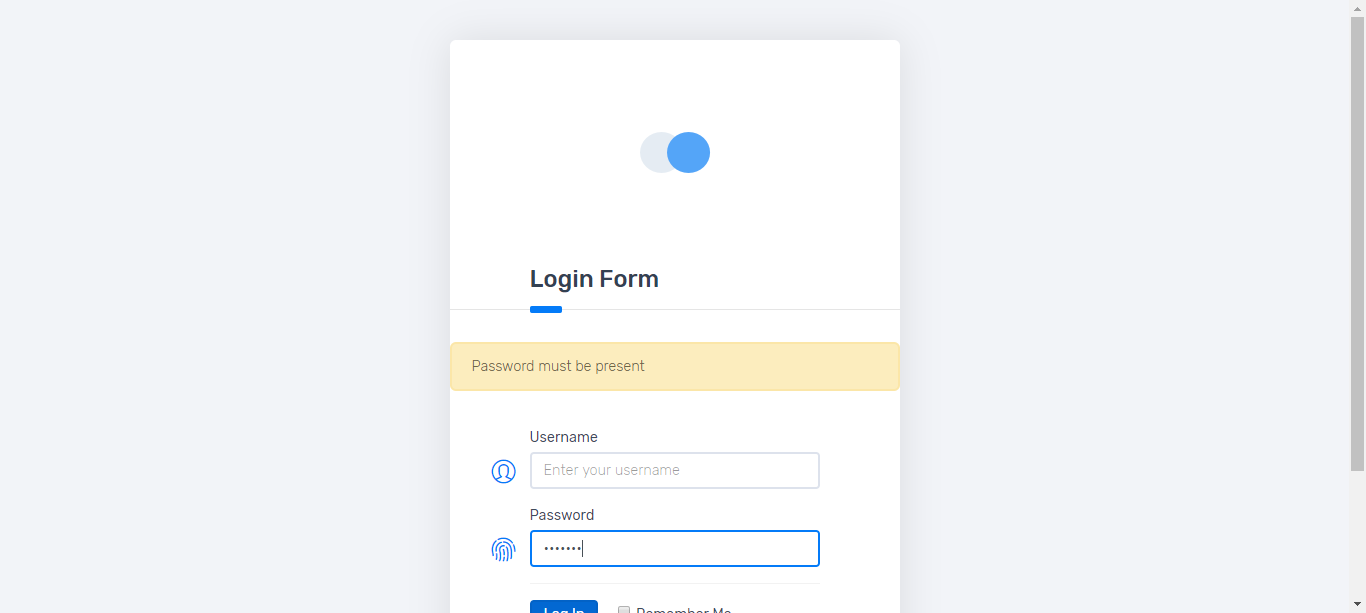 Login Form
Password must be present
Username
Enter your username
Password
•••••••
Log In
Remember Me